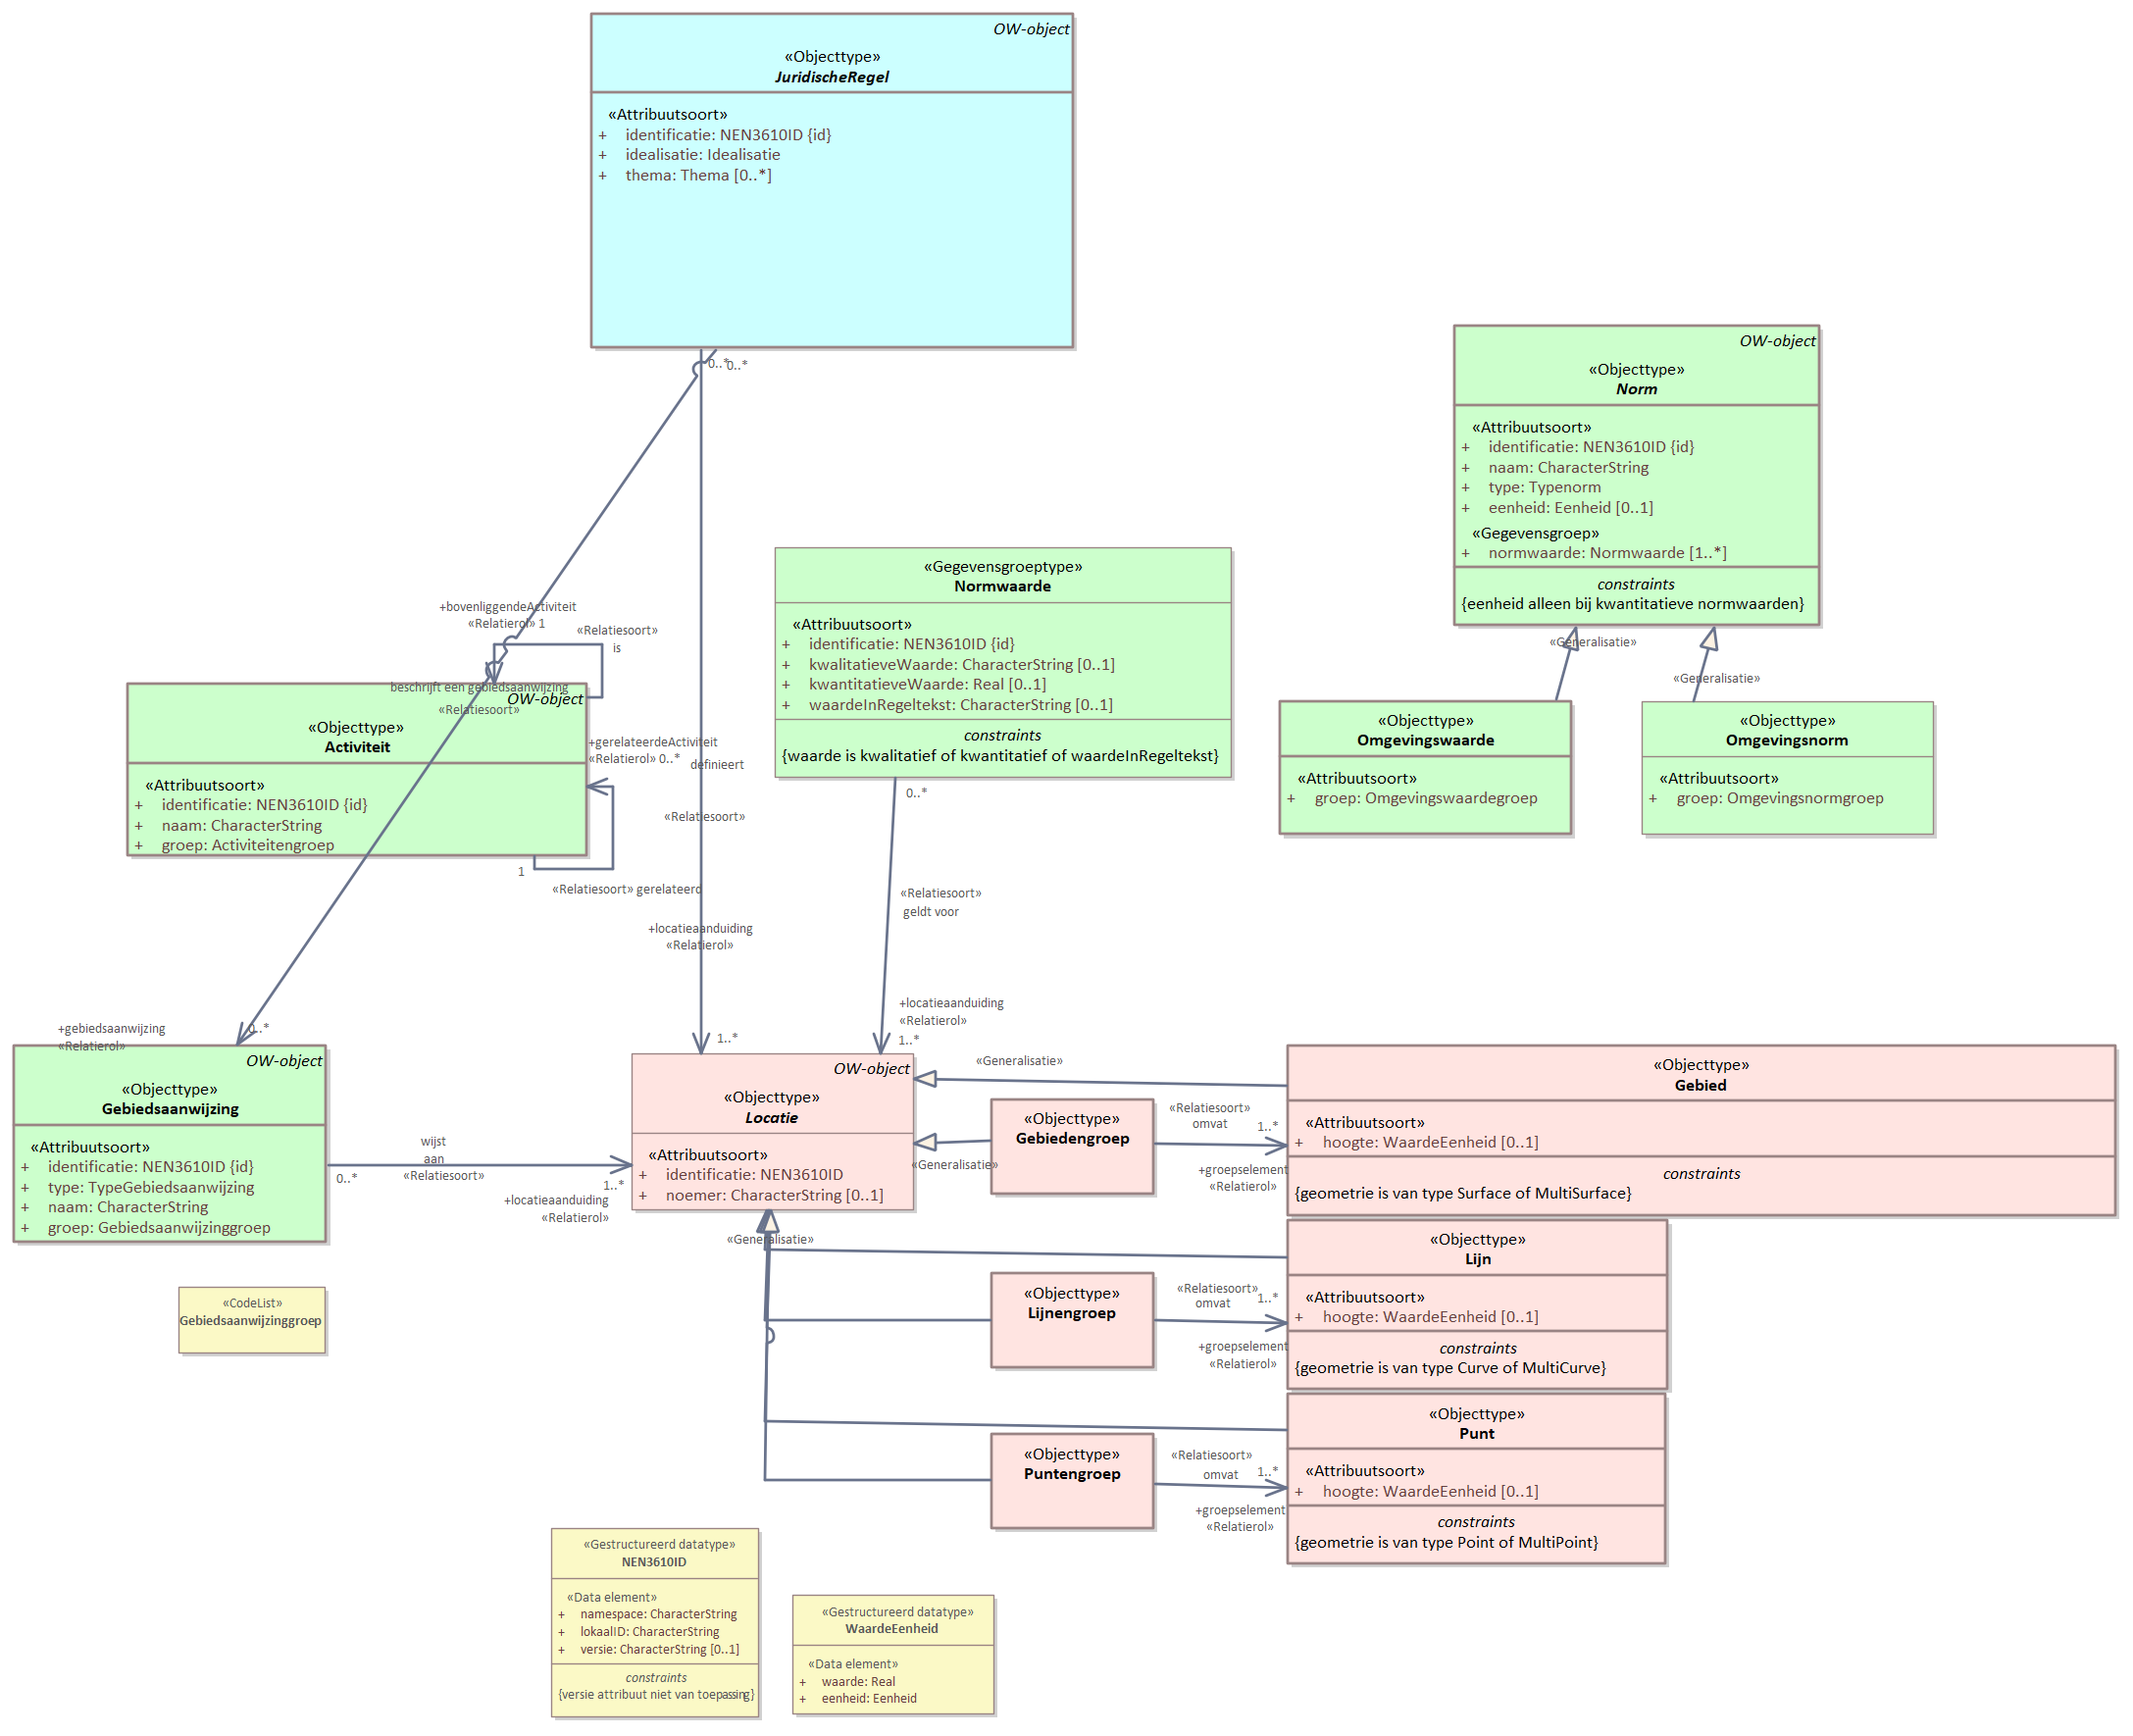 OW-object
«Objecttype»
JuridischeRegel
«Attribuutsoort»
+ identificatie: NEN3610ID {id}
+ idealisatie: Idealisatie
+ thema: Thema [0..*]
0..*
0..*
OW-object
«Objecttype»
Norm
«Attribuutsoort»
+ identificatie: NEN3610ID {id}
+ naam: CharacterString
+ type: Typenorm
+ eenheid: Eenheid [0..1]
«Gegevensgroep»
+ normwaarde: Normwaarde [1..*]
constraints
{eenheid alleen bij kwantitatieve normwaarden}
«Generalisatie»
«Generalisatie»
«Gegevensgroeptype»
Normwaarde
«Attribuutsoort»
+ identificatie: NEN3610ID {id}
+ kwalitatieveWaarde: CharacterString [0..1]
+ kwantitatieveWaarde: Real [0..1]
+ waardeInRegeltekst: CharacterString [0..1]
constraints
{waarde is kwalitatief of kwantitatief of waardeInRegeltekst}
0..*
+bovenliggendeActiviteit
«Relatierol» 1
«Relatiesoort»
is
beschrijft een gebiedsaanwijzing
«Relatiesoort»
OW-object
«Objecttype»
Activiteit
«Attribuutsoort»
+ identificatie: NEN3610ID {id}
+ naam: CharacterString
+ groep: Activiteitengroep
+gerelateerdeActiviteit
«Relatierol» 0..*
definieert
«Relatiesoort»
1
«Relatiesoort» gerelateerd
«Objecttype»
Omgevingswaarde
«Attribuutsoort»
+ groep: Omgevingswaardegroep
«Objecttype»
Omgevingsnorm
«Attribuutsoort»
+ groep: Omgevingsnormgroep
«Relatiesoort»
geldt voor
+locatieaanduiding
«Relatierol»
1..*
+locatieaanduiding
«Relatierol»
1..*
+gebiedsaanwijzing
«Relatierol»
0..*
OW-object
«Objecttype»
Gebiedsaanwijzing
«Attribuutsoort»
+ identificatie: NEN3610ID {id}
+ type: TypeGebiedsaanwijzing
+ naam: CharacterString
+ groep: Gebiedsaanwijzinggroep
wijst
aan
«Relatiesoort»
0..*
1..*
+locatieaanduiding
«Relatierol»
OW-object
«Objecttype»
Locatie
«Attribuutsoort»
+ identificatie: NEN3610ID
+ noemer: CharacterString [0..1]
«Generalisatie»
«Generalisatie»
«Generalisatie»
«Objecttype»
Gebiedengroep
«Relatiesoort»
omvat
1..*
+groepselement
«Relatierol»
«Objecttype»
Gebied
«Attribuutsoort»
+ hoogte: WaardeEenheid [0..1]
constraints
{geometrie is van type Surface of MultiSurface}
«Objecttype»
Lijnengroep
«Relatiesoort»
omvat
1..*
+groepselement
«Relatierol»
«Objecttype»
Lijn
«Attribuutsoort»
+ hoogte: WaardeEenheid [0..1]
constraints
{geometrie is van type Curve of MultiCurve}
«Objecttype»
Puntengroep
«Relatiesoort»
omvat
1..*
+groepselement
«Relatierol»
«Objecttype»
Punt
«Attribuutsoort»
+ hoogte: WaardeEenheid [0..1]
constraints
{geometrie is van type Point of MultiPoint}
«CodeList»
Gebiedsaanwijzinggroep
«Gestructureerd datatype»
NEN3610ID
«Data element»
+ namespace: CharacterString
+ lokaalID: CharacterString
+ versie: CharacterString [0..1]
constraints
{versie attribuut niet van toepassing}
«Gestructureerd datatype»
WaardeEenheid
«Data element»
+ waarde: Real
+ eenheid: Eenheid